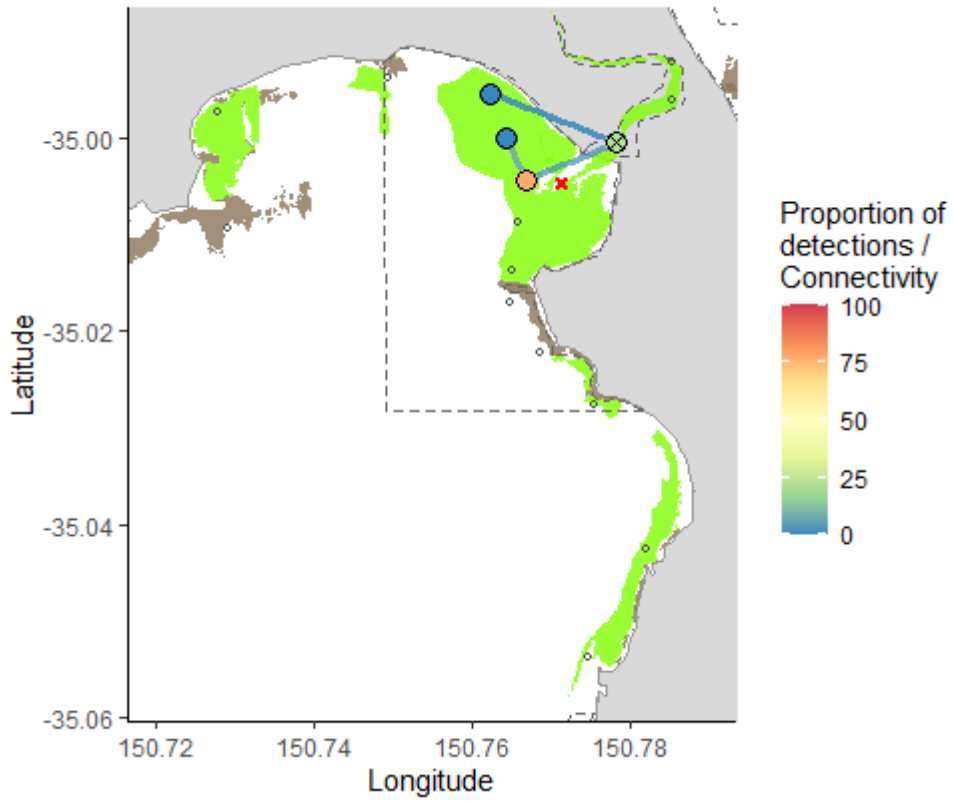 -35.00
-35.02
-35.04
-35.06
Latitude
150.72
150.74
150.76
150.78
Longitude
Proportion of
detections /
Connectivity
100
75
50
25
0